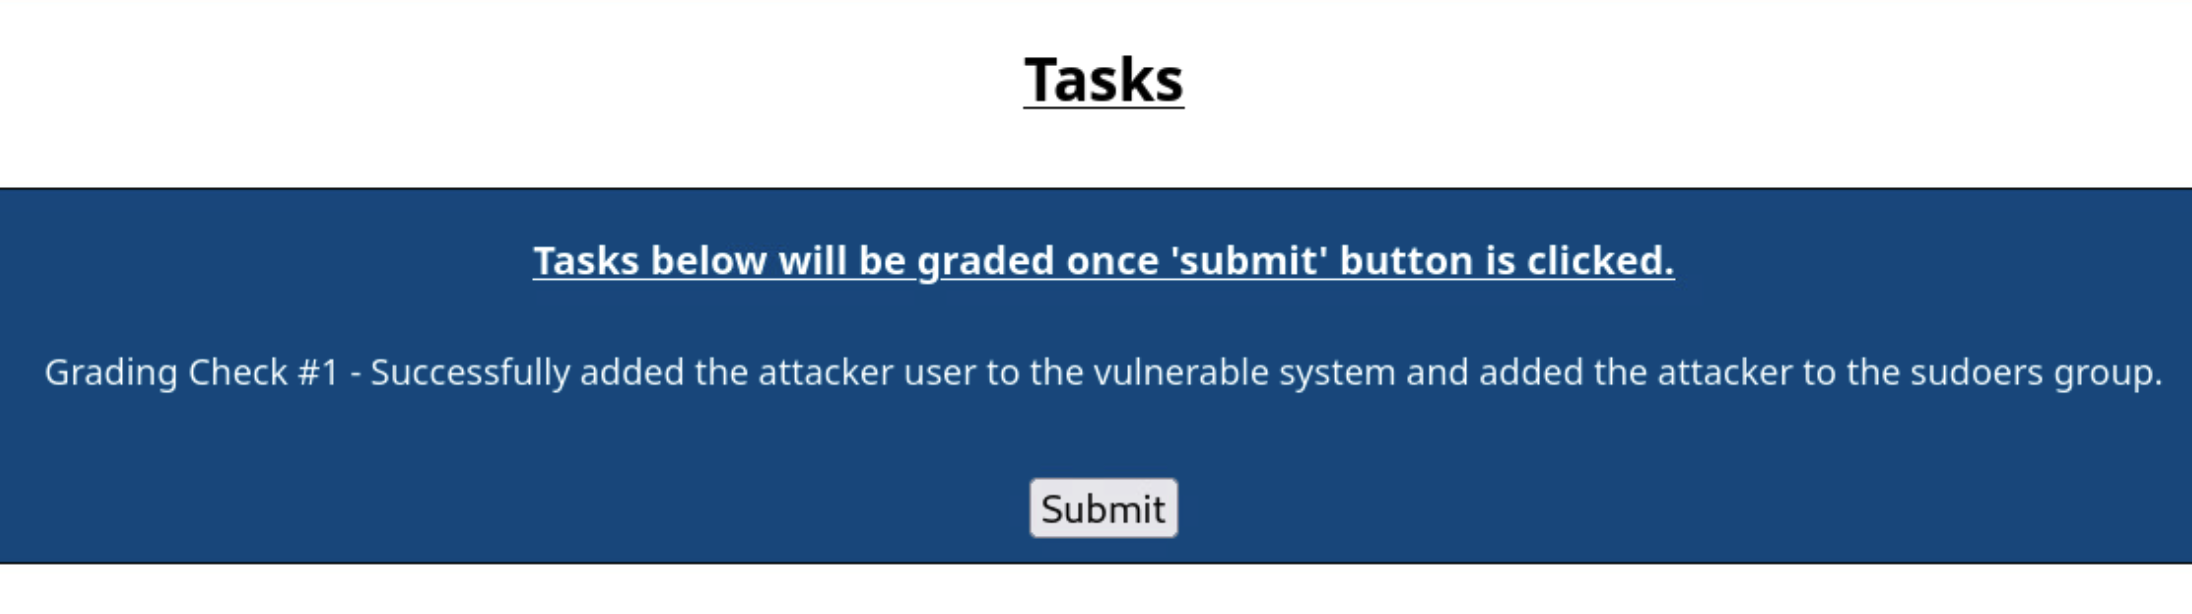 Tasks
Tasks below will be graded once 'submit' button is clicked.
Grading Check #1 - Successfully added the attacker user to the vulnerable system and added the attacker to the sudoers group.
Submit